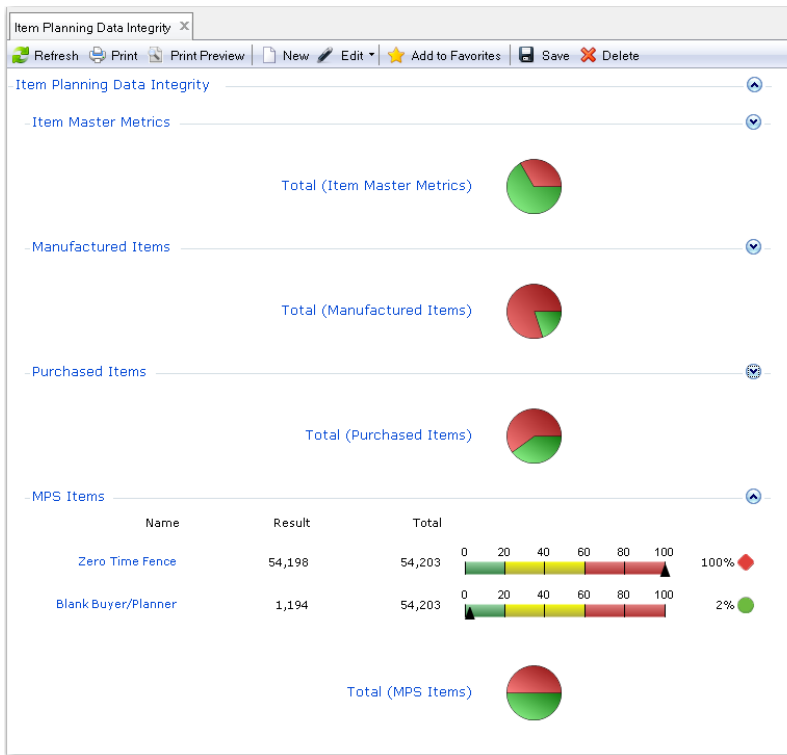 Item Planning Data Integrity
Refresh Print Print Preview New Edit Add to Favorites Save Delete
Item Planning Data Integrity
Item Master Metrics
Total (Item Master Metrics)
Manufactured Items
Total (Manufactured Items)
Purchased Items
Total (Purchased Items)
MPS Items
Name Result Total
0 20 40 60 80 100
Zero Time Fence 54,198 54,203 100%
0 20 40 60 80 100
Blank Buyer/Planner 1,194 54,203 2%
Total (MPS Items)